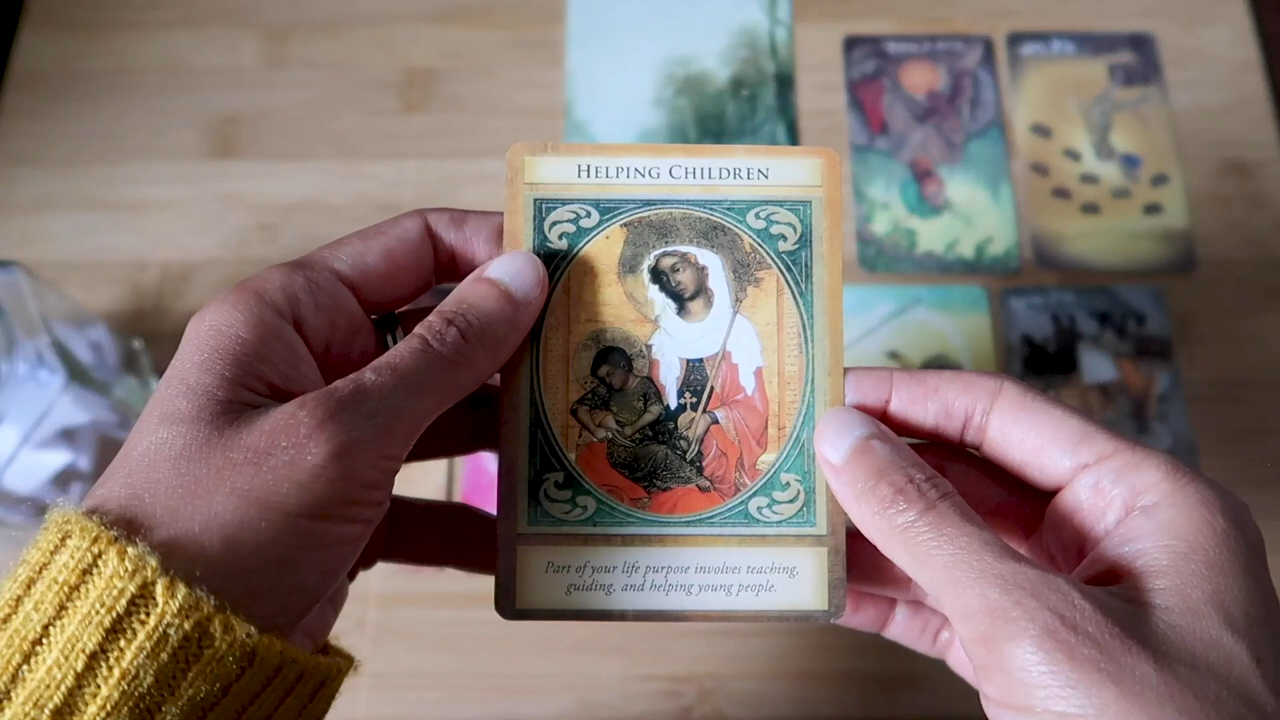 HELPING CHILDREN
Part of your life purpose involves teaching,
guiding, and helping young people.